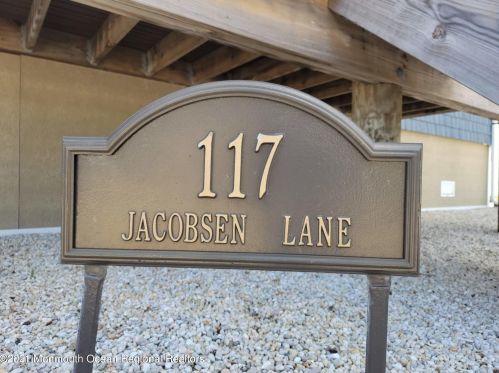 117
JACOBSEN LANE
©2021 Monmouth Ocean Regional Realtors